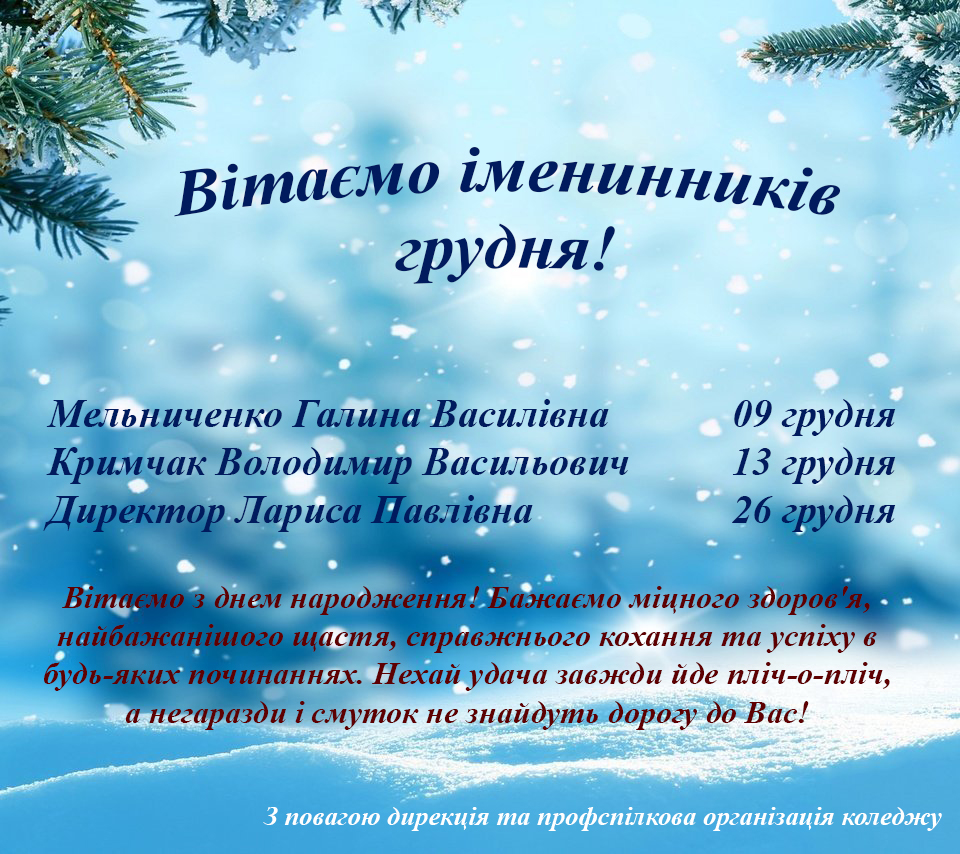 Вітаємо іменинників
грудня!
Мельниченко Галина Василівна 09 грудня
Кримчак Володимир Васильович 13 грудня
Директор Лариса Павлівна 26 грудня
Вітаємо з днем народження! Бажаємо міцного здоров'я,
найбажанішого щастя, справжнього кохання та успіху в
будь-яких починаннях. Нехай удача завжди йде пліч-о-пліч,
а негаразди і смуток не знайдуть дорогу до Вас!
З повагою дирекція та профспілкова організація коледжу